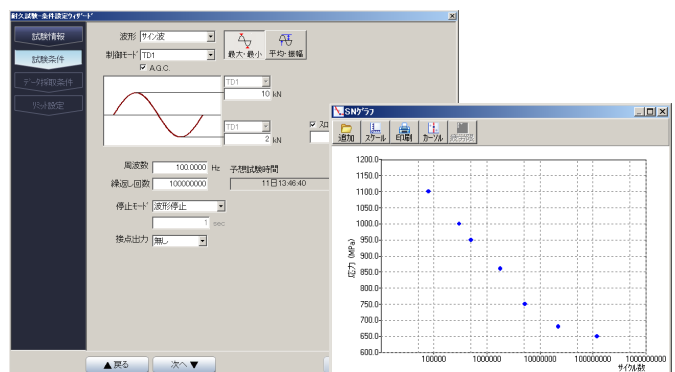 耐久試験-条件設定ウィザード
試験情報
試験条件
データ採取条件
リミット設定
波形 サイン波
制御モード TD1
A.G.C.
最大・最小 平均・振幅
TD1
10 kN
TD1
2 kN
周波数 100.0000 Hz
予想試験時間
繰返し回数 100000000
11日13:46:40
停止モード 波形停止
1 sec
接点出力 無し
▲戻る
次へ▼
SNグラフ
追加 スケール 印刷 カーソル 疲労限
応力 (MPa)
1200.0
1150.0
1100.0
1050.0
1000.0
950.0
900.0
850.0
800.0
750.0
700.0
650.0
600.0
100000 1000000 10000000 100000000 1000000000
サイクル数